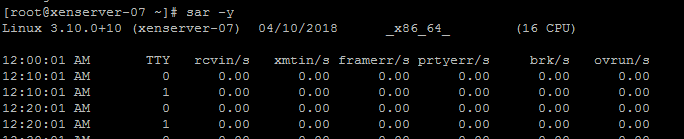 [root@xenserver-07 ~]# sar -y
Linux 3.10.0+10 (xenserver-07) 04/10/2018 _x86_64_ (16 CPU)
12:00:01 AM TTY rcvin/s xmtin/s framerr/s prtyerr/s brk/s ovrun/s
12:10:01 AM 0 0.00 0.00 0.00 0.00 0.00 0.00
12:10:01 AM 1 0.00 0.00 0.00 0.00 0.00 0.00
12:20:01 AM 0 0.00 0.00 0.00 0.00 0.00 0.00
12:20:01 AM 1 0.00 0.00 0.00 0.00 0.00 0.00